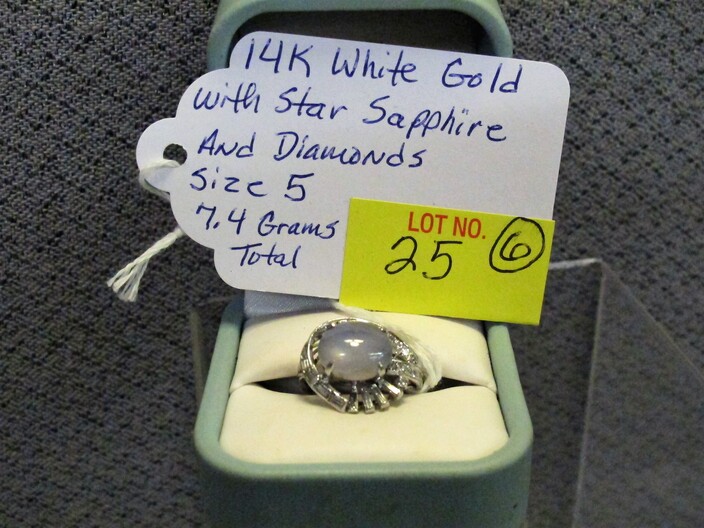 14K White Gold
with Star Sapphire
And Diamonds
Size 5
7.4 Grams
Total
LOT NO.
25 6